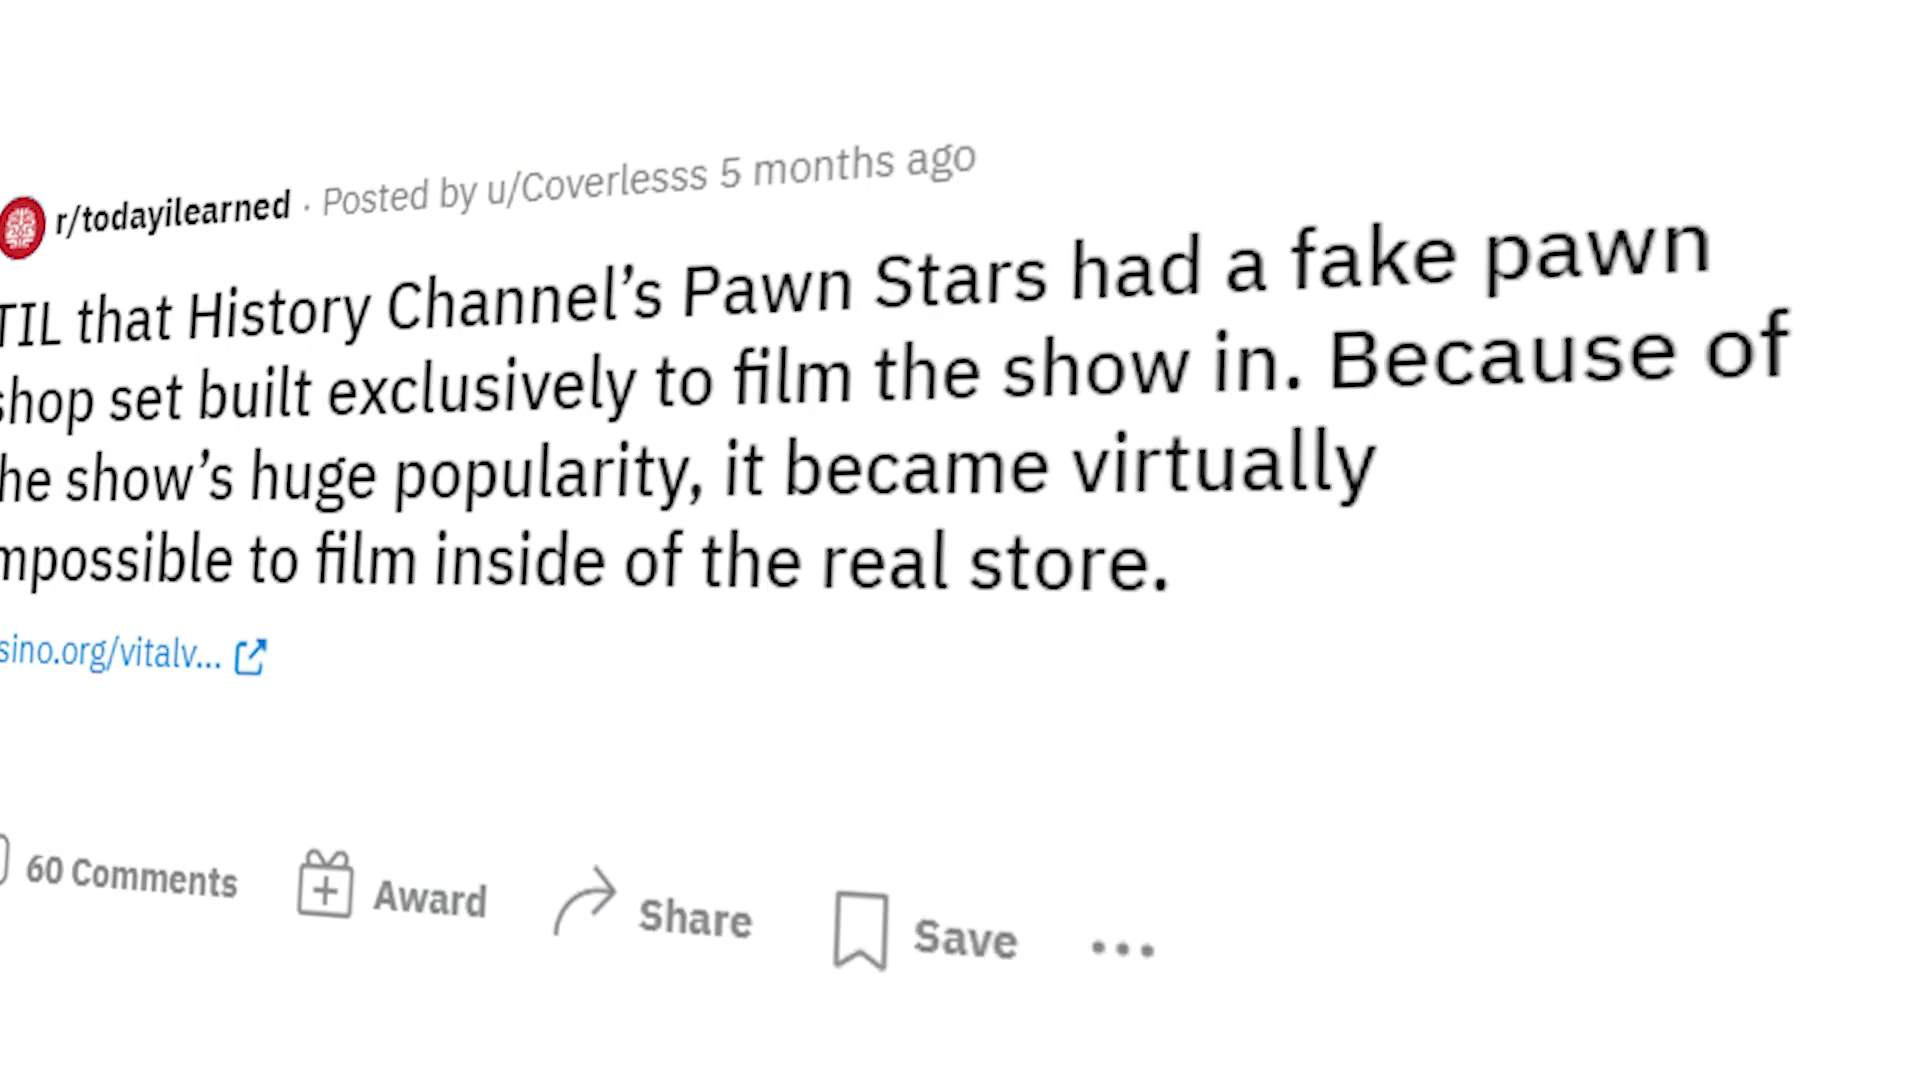 r/todayilearned · Posted by u/Coverlesss 5 months ago
TIL that History Channel’s Pawn Stars had a fake pawn
shop set built exclusively to film the show in. Because of
he show’s huge popularity, it became virtually
mpossible to film inside of the real store.
sino.org/vitalv...
60 Comments Award Share Save